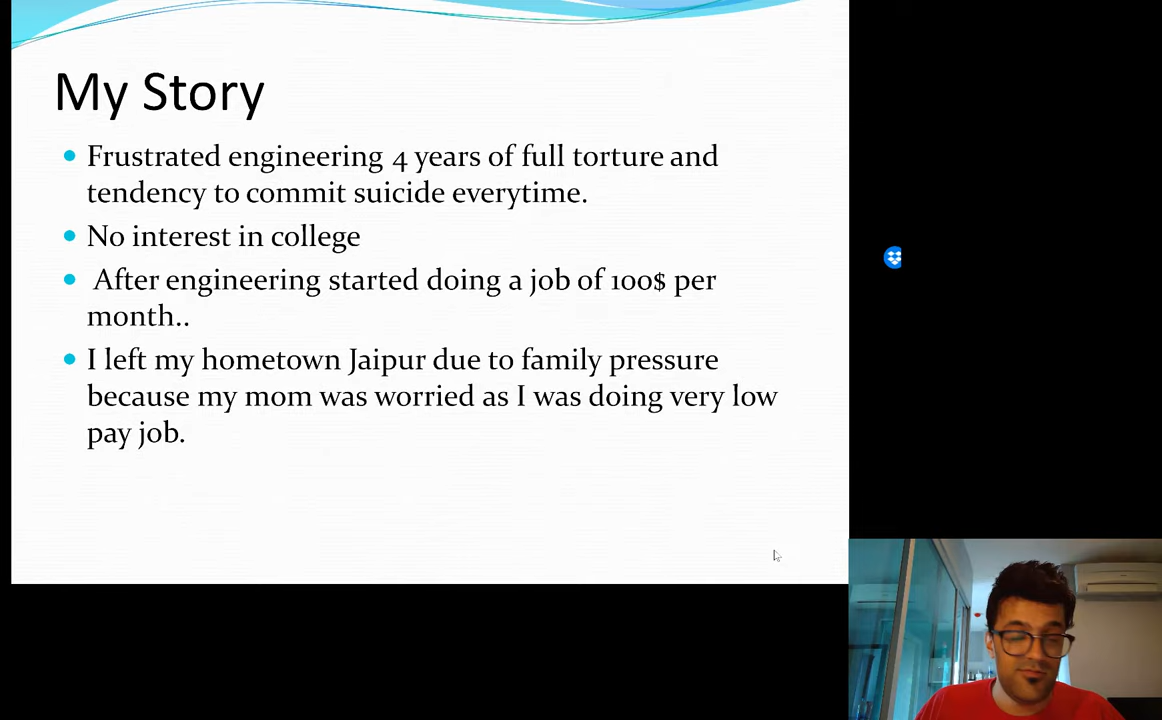 My Story
Frustrated engineering 4 years of full torture and
tendency to commit suicide everytime.
No interest in college
After engineering started doing a job of 100$ per
month..
I left my hometown Jaipur due to family pressure
because my mom was worried as I was doing very low
pay job.